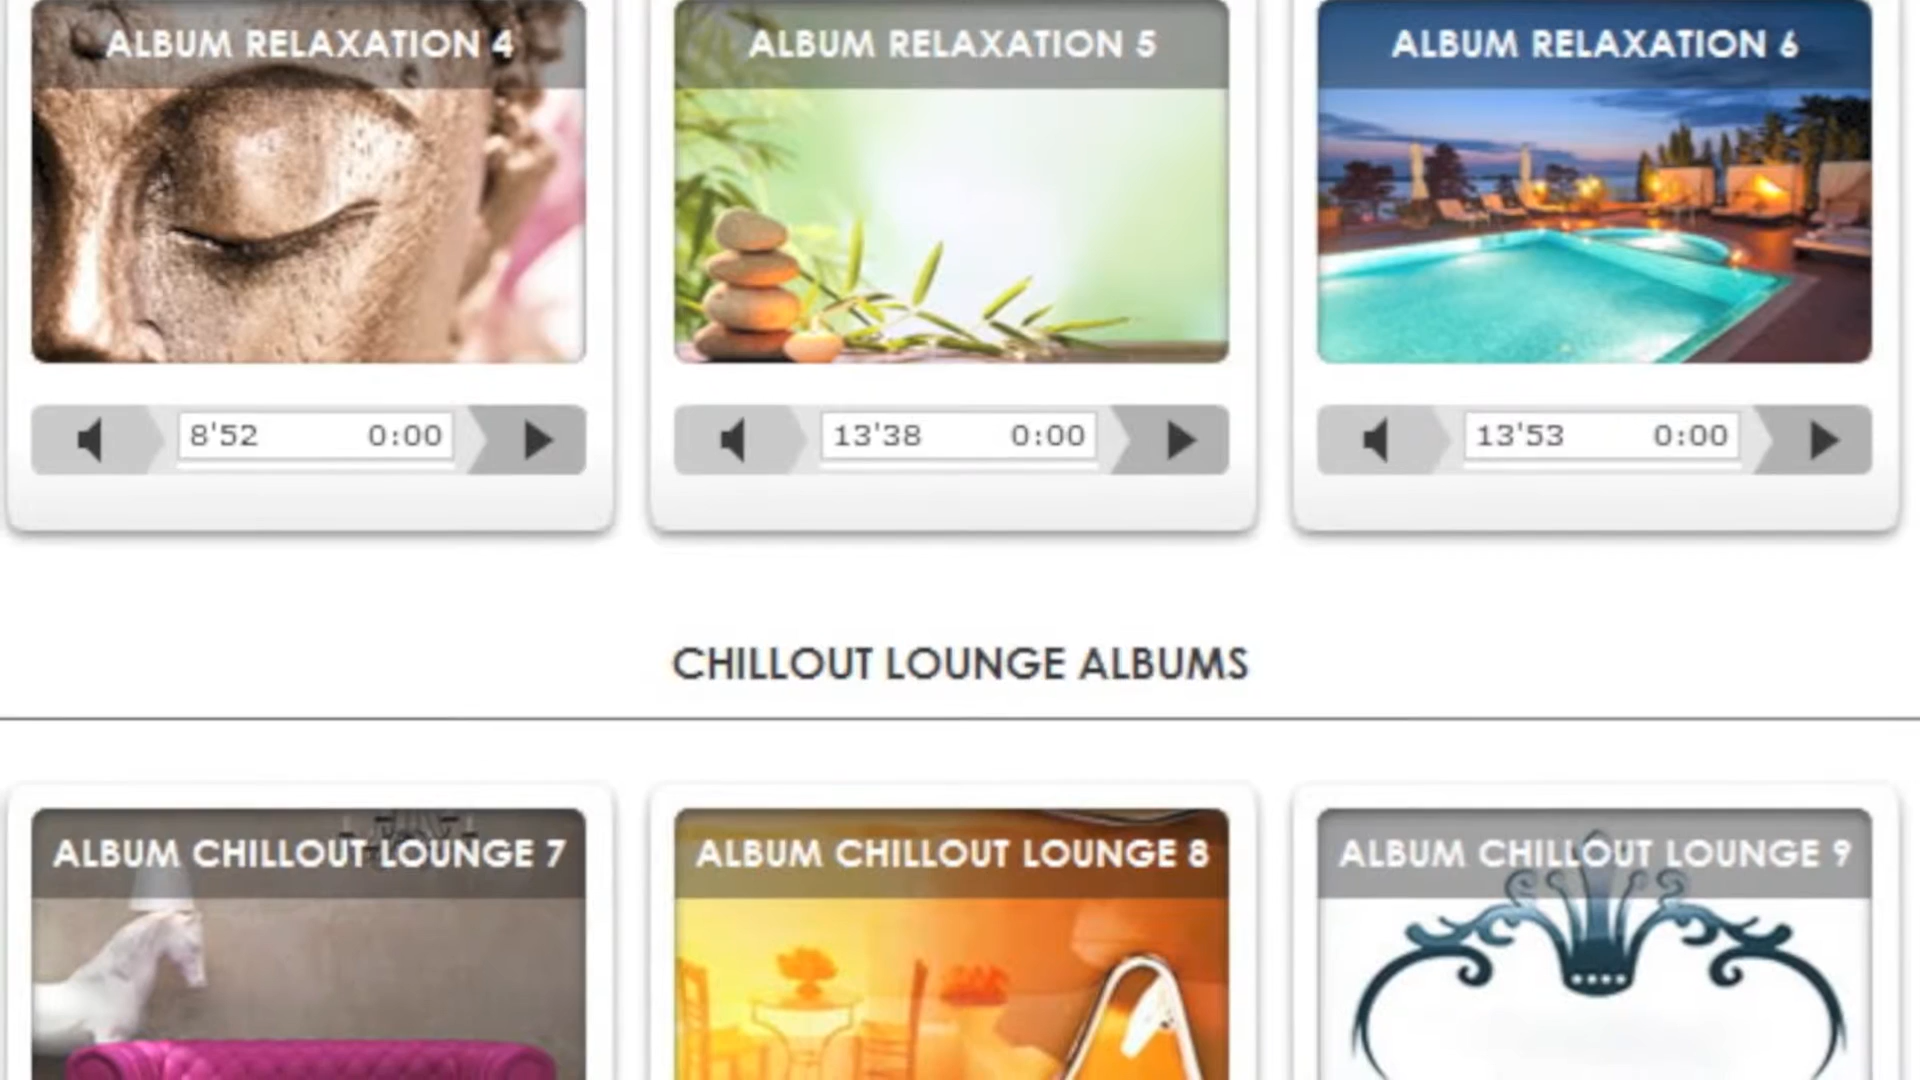 ALBUM RELAXATION 4
ALBUM RELAXATION 5
ALBUM RELAXATION 6
8'52 0:00
13'38 0:00
13'53 0:00
CHILLOUT LOUNGE ALBUMS
ALBUM CHILLOUT LOUNGE 7
ALBUM CHILLOUT LOUNGE 8
ALBUM CHILLOUT LOUNGE 9